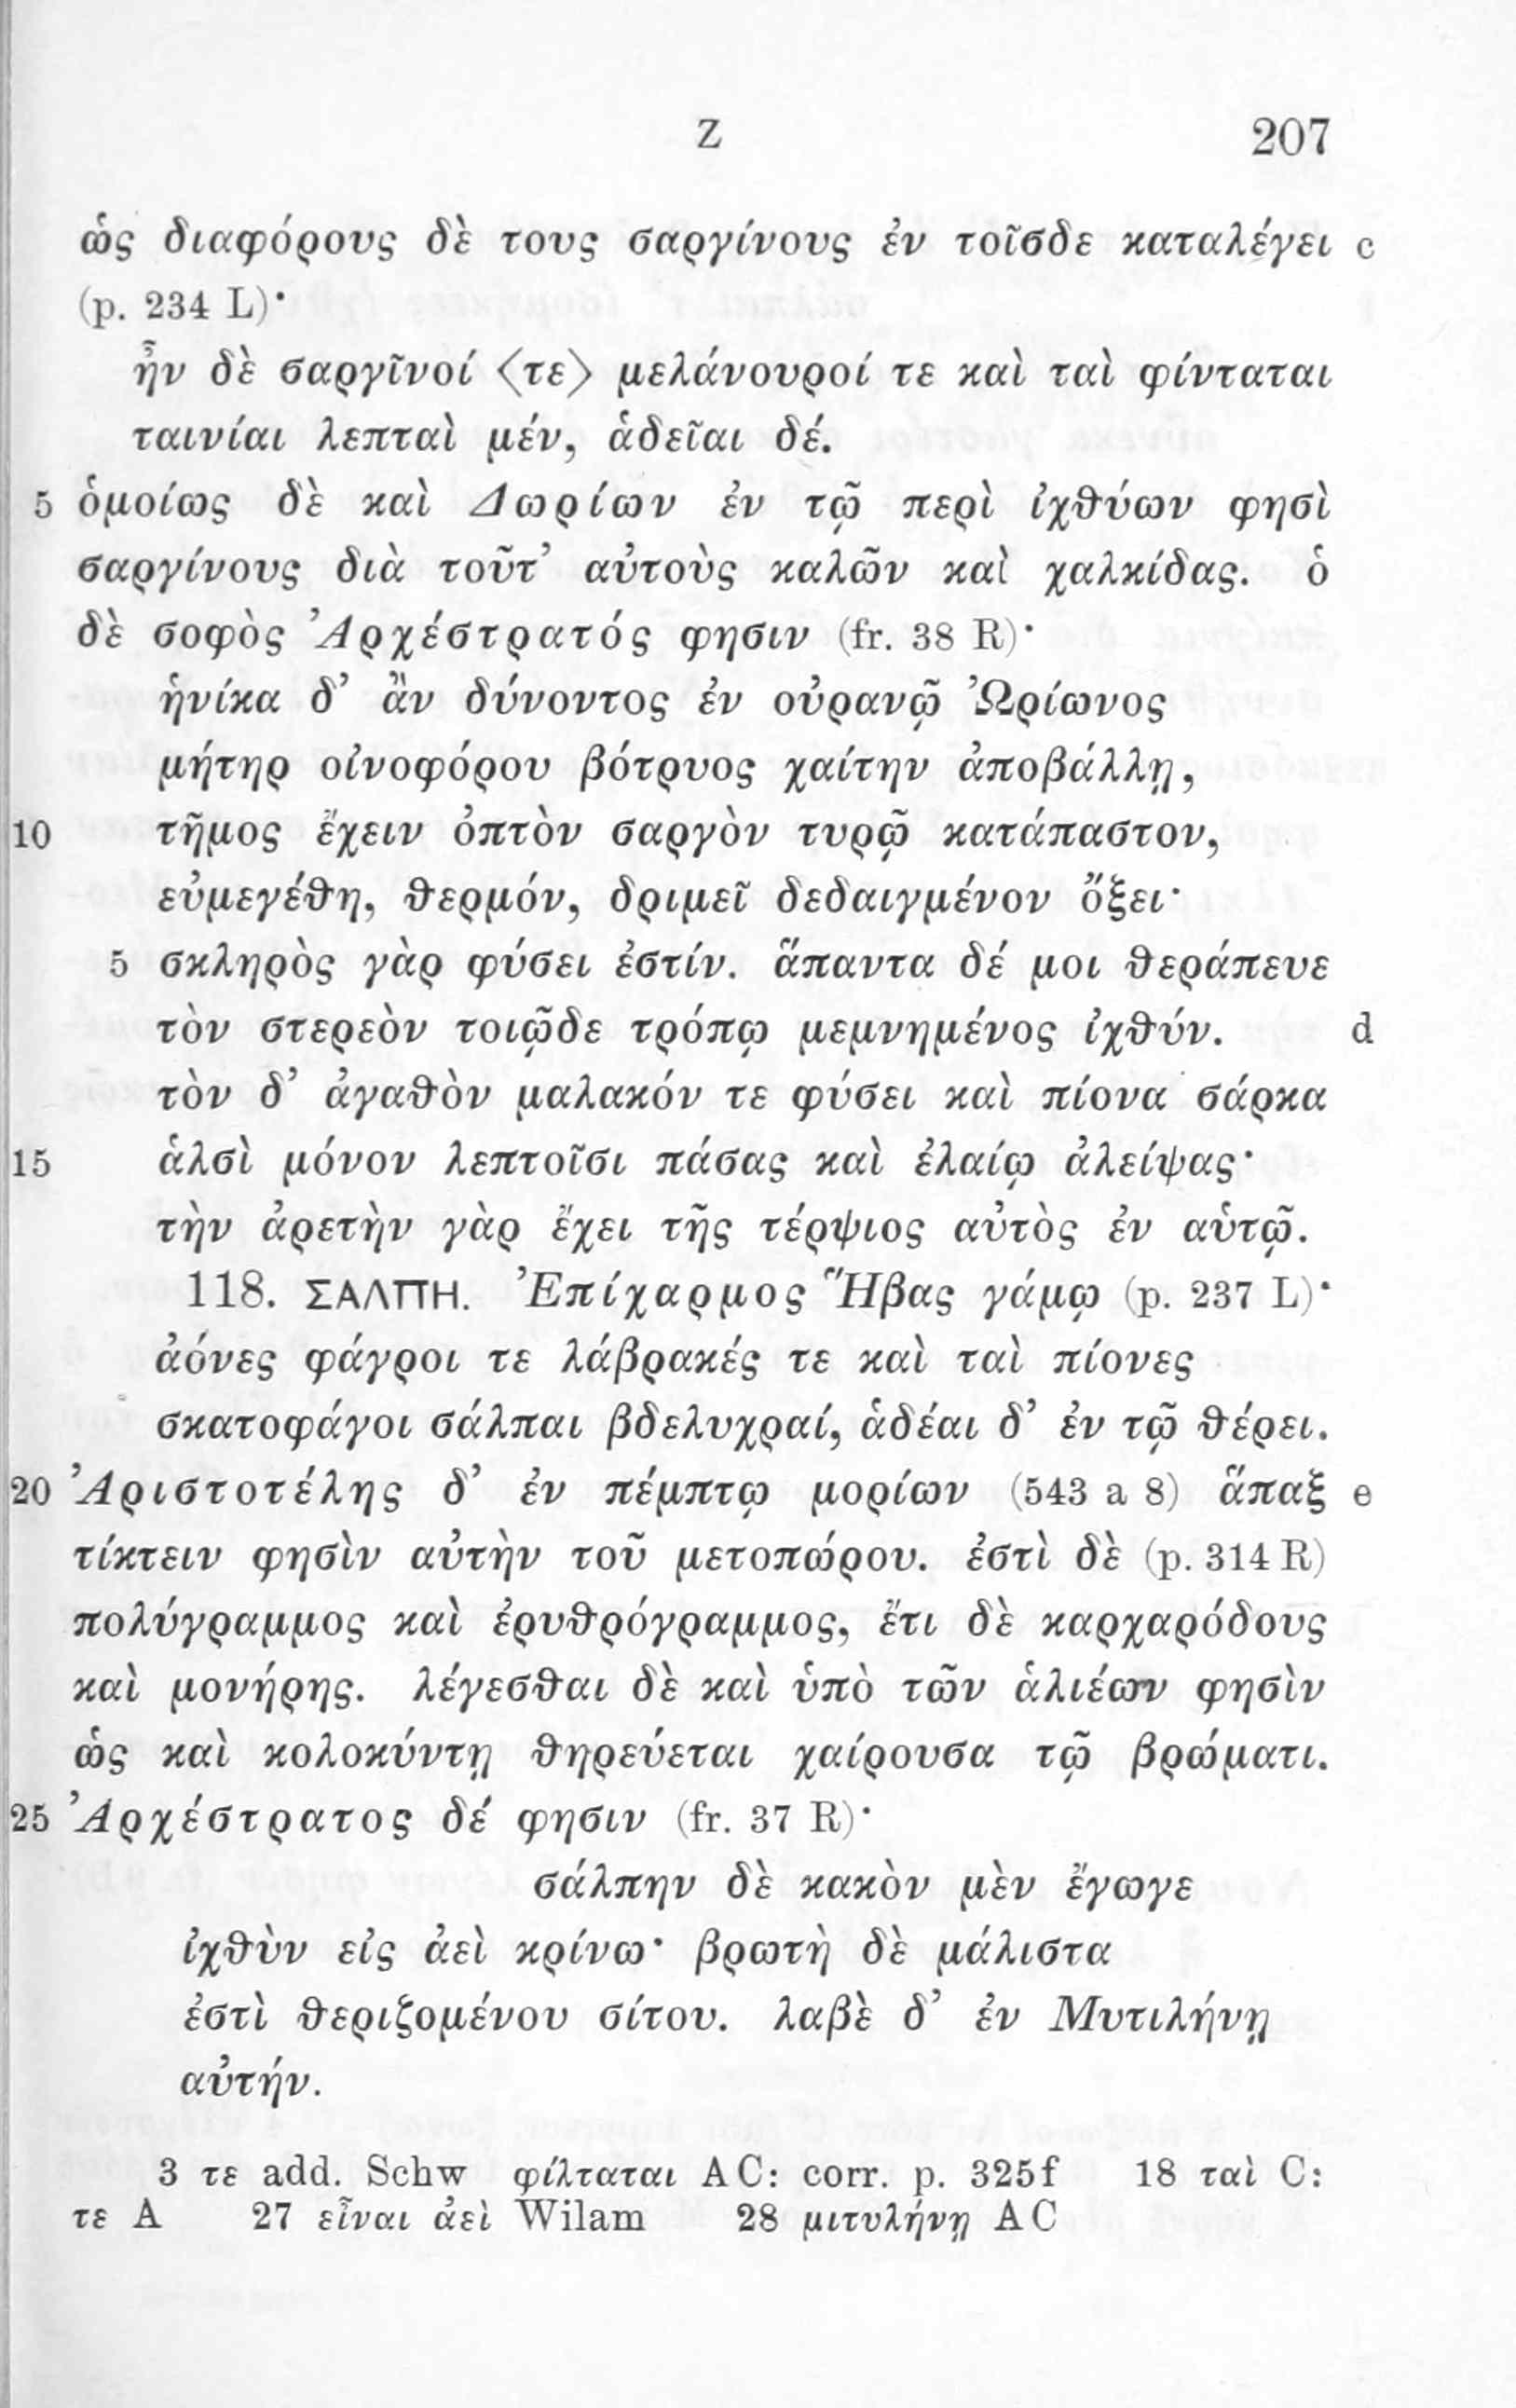 Z 207
ὡς διαφόρους δὲ τους σαργίνους ἐν τοῖσδε καταλέγει c
(p. 234 L)·
ἦν δὲ σαργῖνοί ⟨τε⟩ μελάνουροί τε καὶ ταὶ φίνταται
ταινίαι λεπταὶ μέν, ἁδεῖαι δέ.
5 ὁμοίως δὲ καὶ Δωρίων ἐν τῷ περὶ ἰχθύων φησὶ
σαργίνους διὰ τοῦτ’ αὐτοὺς καλῶν καὶ χαλκίδας. ὁ
δὲ σοφὸς Ἀρχέστρατός φησιν (fr. 38 R)·
ἡνίκα δ’ ἂν δύνοντος ἐν οὐρανῷ Ὠρίωνος
μήτηρ οἰνοφόρου βότρυος χαίτην ἀποβάλλῃ,
10 τῆμος ἔχειν ὀπτὸν σαργὸν τυρῷ κατάπαστον,
εὐμεγέθη, θερμόν, δριμεῖ δεδαιγμένον ὄξει·
5 σκληρὸς γὰρ φύσει ἐστίν. ἅπαντα δέ μοι θεράπευε
τὸν στερεὸν τοιῷδε τρόπῳ μεμνημένος ἰχθύν. d
τὸν δ’ ἀγαθὸν μαλακόν τε φύσει καὶ πίονα σάρκα
15 ἁλσὶ μόνον λεπτοῖσι πάσας καὶ ἐλαίῳ ἀλείψας·
τὴν ἀρετὴν γὰρ ἔχει τῆς τέρψιος αὐτὸς ἐν αὑτῷ.
118. ΣΑΛΠΗ. Ἐπίχαρμος Ἥβας γάμῳ (p. 237 L)·
ἀόνες φάγροι τε λάβρακές τε καὶ ταὶ πίονες
σκατοφάγοι σάλπαι βδελυχραί, ἁδέαι δ’ ἐν τῷ θέρει.
20 Ἀριστοτέλης δ’ ἐν πέμπτῳ μορίων (543 a 8) ἅπαξ e
τίκτειν φησὶν αὐτὴν τοῦ μετοπώρου. ἐστὶ δὲ (p. 314 R)
πολύγραμμος καὶ ἐρυθρόγραμμος, ἔτι δὲ καρχαρόδους
καὶ μονήρης. λέγεσθαι δὲ καὶ ὑπὸ τῶν ἁλιέων φησὶν
ὡς καὶ κολοκύντῃ θηρεύεται χαίρουσα τῷ βρώματι.
25 Ἀρχέστρατος δέ φησιν (fr. 37 R)·
σάλπην δὲ κακὸν μὲν ἔγωγε
ἰχθὺν εἰς ἀεὶ κρίνω· βρωτὴ δὲ μάλιστα
ἐστὶ θεριζομένου σίτου. λαβὲ δ’ ἐν Μυτιλήνῃ
αὐτήν.
3 τε add. Schw φίλταται A C: corr. p. 325f 18 ταὶ C:
τε A 27 εἶναι ἀεὶ Wilam 28 μιτυλήνῃ A C